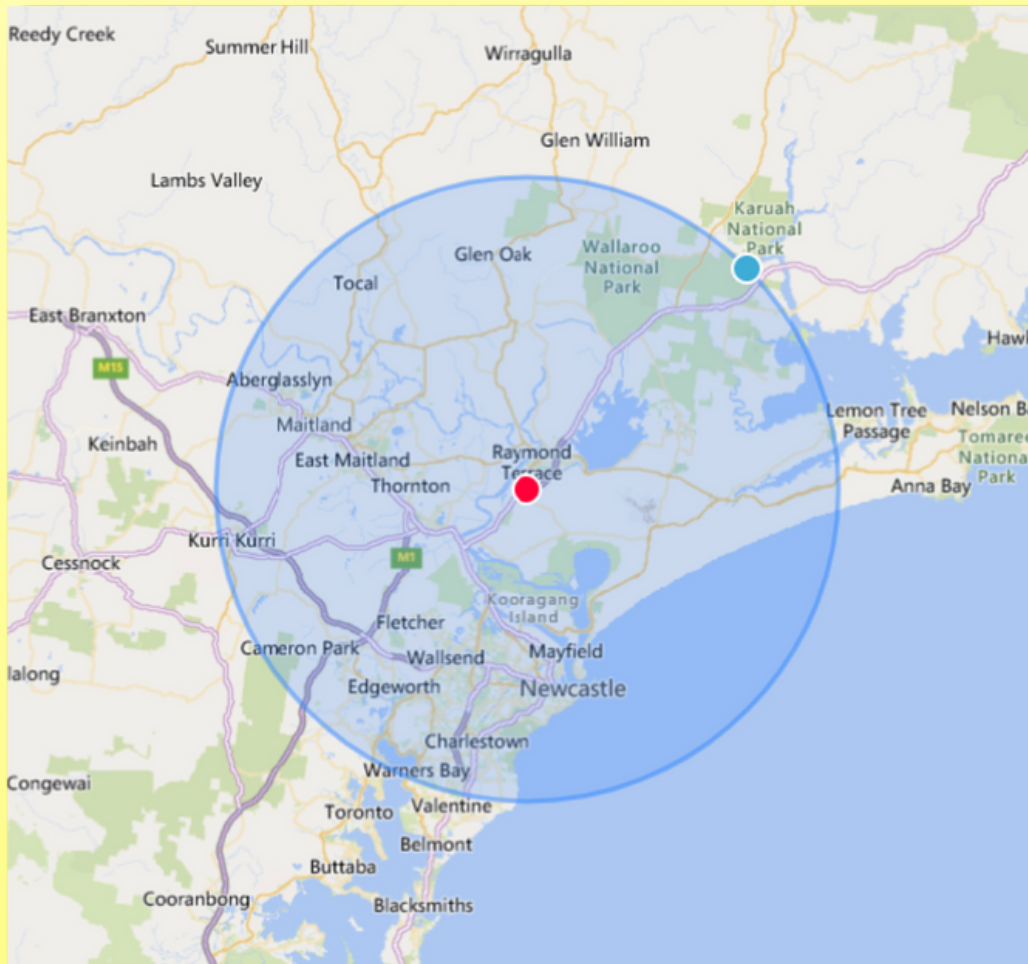 Reedy Creek
Summer Hill
Wirragulla
Glen William
Lambs Valley
Karuah
National
Park
Glen Oak
Wallaroo
National
Park
Tocal
East Branxton
Hawk
M15
Aberglasslyn
Lemon Tree
Passage
Nelson Ba
Maitland
Keinbah
Tomaree
National
Park
East Maitland
Raymond
Terrace
Thornton
Anna Bay
Kurri Kurri
M1
Cessnock
Kooragang
Island
Fletcher
Cameron Park
Wallsend
Mayfield
lalong
Edgeworth
Newcastle
Charlestown
Warners Bay
Congewai
Toronto
Valentine
Belmont
Buttaba
Cooranbong
Blacksmiths